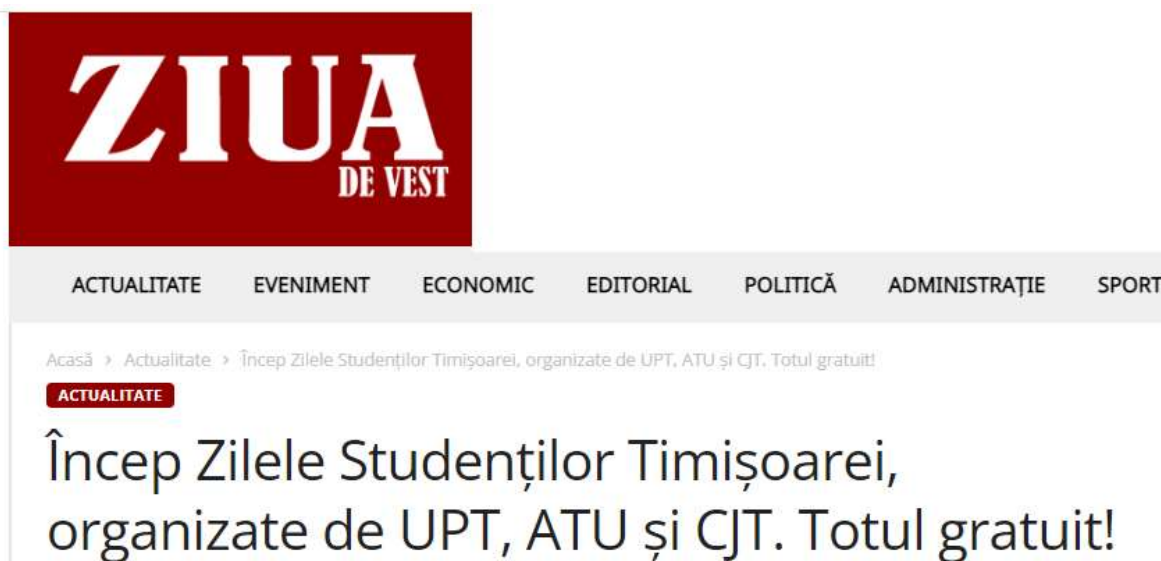 ZIUA
DE VEST
ACTUALITATE EVENIMENT ECONOMIC EDITORIAL POLITICĂ ADMINISTRAȚIE SPORT
Acasă › Actualitate › Încep Zilele Studenților Timișoarei, organizate de UPT, ATU și CJT. Totul gratuit!
ACTUALITATE
Încep Zilele Studenților Timișoarei,
organizate de UPT, ATU și CJT. Totul gratuit!